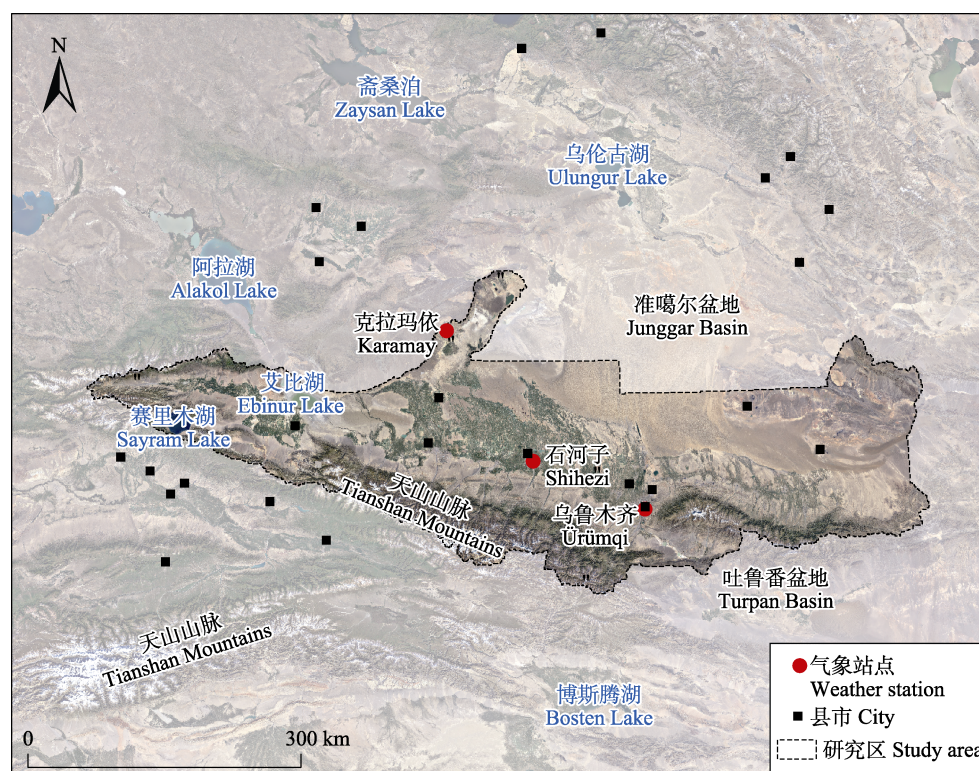 N
斋桑泊
Zaysan Lake
乌伦古湖
Ulungur Lake
阿拉湖
Alakol Lake
准噶尔盆地
Junggar Basin
克拉玛依
Karamay
艾比湖
Ebinur Lake
赛里木湖
Sayram Lake
石河子
Shihezi
天山山脉
Tianshan Mountains
乌鲁木齐
Ürümqi
吐鲁番盆地
Turpan Basin
天山山脉
Tianshan Mountains
博斯腾湖
Bosten Lake
气象站点
Weather station
县市 City
研究区 Study area
0 300 km